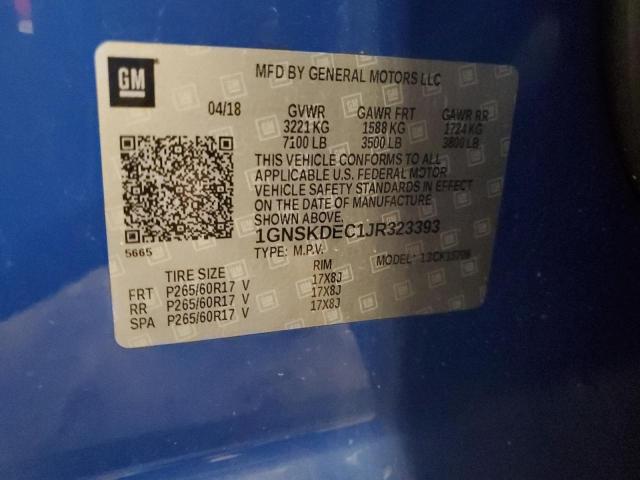 GM
MFD BY GENERAL MOTORS LLC
04/18 GVWR GAWR FRT GAWR RR
3221 KG 1588 KG 1724 KG
7100 LB 3500 LB 3800 LB
THIS VEHICLE CONFORMS TO ALL
APPLICABLE U.S. FEDERAL MOTOR
VEHICLE SAFETY STANDARDS IN EFFECT
ON THE DATE OF MANUFACTURE
SHOWN ABOVE.
1GNSKDEC1JR323393
5665
TYPE: M.P.V. MODEL:
TIRE SIZE RIM
FRT P265/60R17 V 17X8J
RR P265/60R17 V 17X8J
SPA P265/60R17 V 17X8J